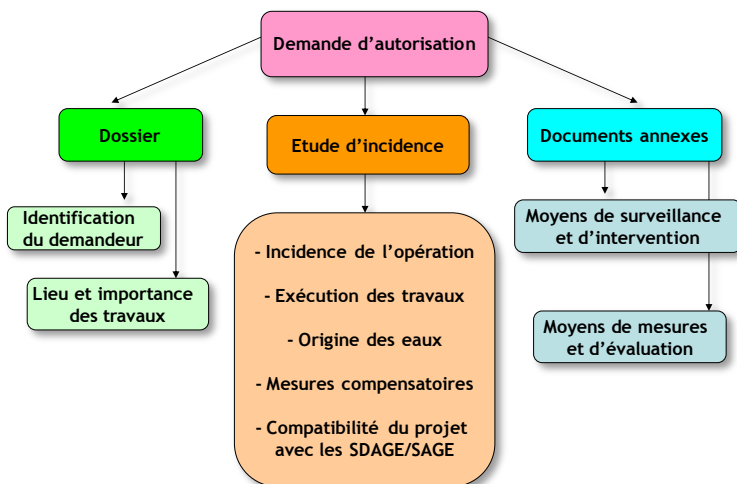 Demande d'autorisation
Dossier
Etude d'incidence
Documents annexes
Identification
du demandeur
Lieu et importance
des travaux
- Incidence de l'opération
- Exécution des travaux
- Origine des eaux
- Mesures compensatoires
- Compatibilité du projet
avec les SDAGE/SAGE
Moyens de surveillance
et d'intervention
Moyens de mesures
et d'évaluation